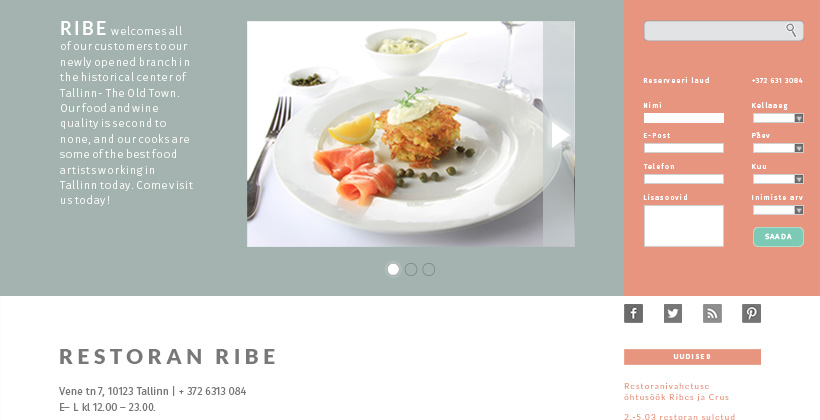 RIBE welcomes all
of our customers to our
newly opened branch in
the historical center of
Tallinn- The Old Town.
Our food and wine
quality is second to
none, and our cooks are
some of the best food
artists working in
Tallinn today. Come visit
us today!
Reserveeri laud +372 631 3084
Nimi Kellaaeg
E-Post Päev
Telefon Kuu
Lisasoovid Inimiste arv
SAADA
RESTORAN RIBE
Vene tn 7, 10123 Tallinn | + 372 6313 084
E– L kl 12.00 – 23.00.
UUDISED
Restoranivahetuse
õhtusöök Ribes ja Crus
2.-5.03 restoran suletud